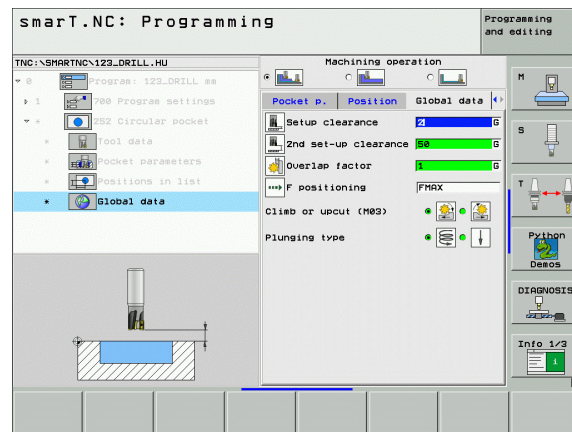 smarT.NC: Programming
Programming
and editing
TNC:\SMARTNC\123_DRILL.HU
0 Program: 123_DRILL mm
1 700 Program settings
* 252 Circular pocket
* Tool data
* Pocket parameters
* Positions in list
* Global data
Machining operation
Pocket p. Position Global data
Setup clearance 2 G
2nd set-up clearance 50 G
Overlap factor 1 G
F positioning FMAX
Climb or upcut (M03)
Plunging type
M
S
T
Python
Demos
DIAGNOSIS
Info 1/3
i